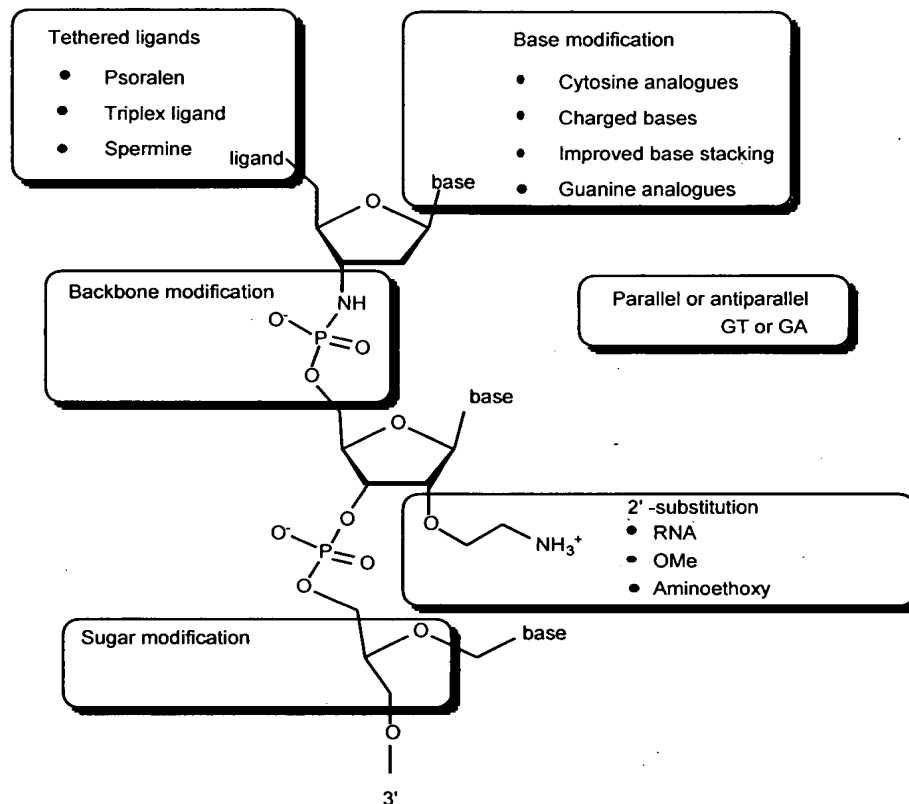 Tethered ligands
• Psoralen
• Triplex ligand
• Spermine
ligand
Base modification
• Cytosine analogues
• Charged bases
• Improved base stacking
• Guanine analogues
base
O
Backbone modification
NH
O-
P
O
O
Parallel or antiparallel
GT or GA
base
O
2' -substitution
• RNA
• OMe
• Aminoethoxy
O
O
NH3+
O-
P
O
O
Sugar modification
O
base
O
3'